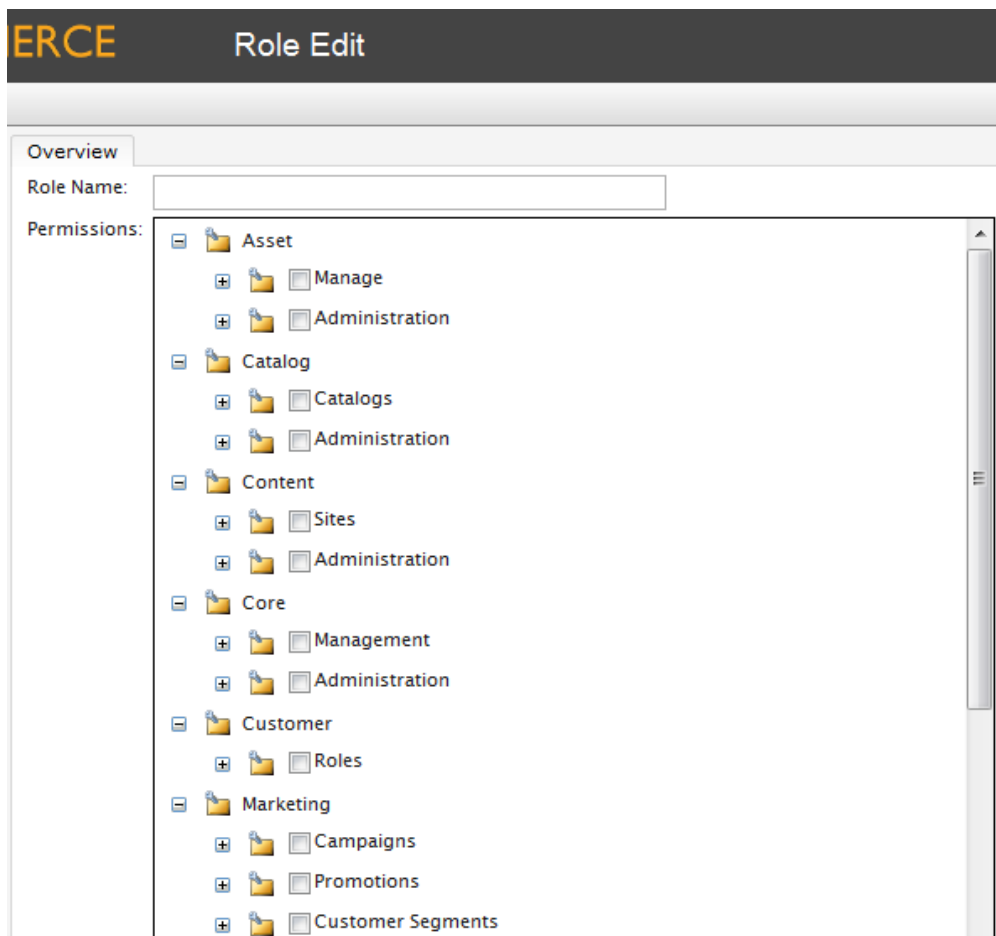 ERCE Role Edit
Overview
Role Name:
Permissions:
Asset
Manage
Administration
Catalog
Catalogs
Administration
Content
Sites
Administration
Core
Management
Administration
Customer
Roles
Marketing
Campaigns
Promotions
Customer Segments